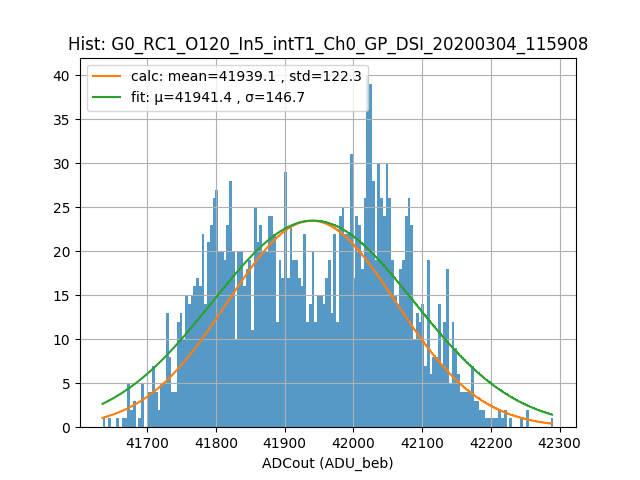 Hist: G0_RC1_O120_In5_intT1_Ch0_GP_DSI_20200304_115908
calc: mean=41939.1 , std=122.3
fit: μ=41941.4 , σ=146.7
40
35
30
25
20
15
10
5
0
41700 41800 41900 42000 42100 42200 42300
ADCout (ADU_beb)